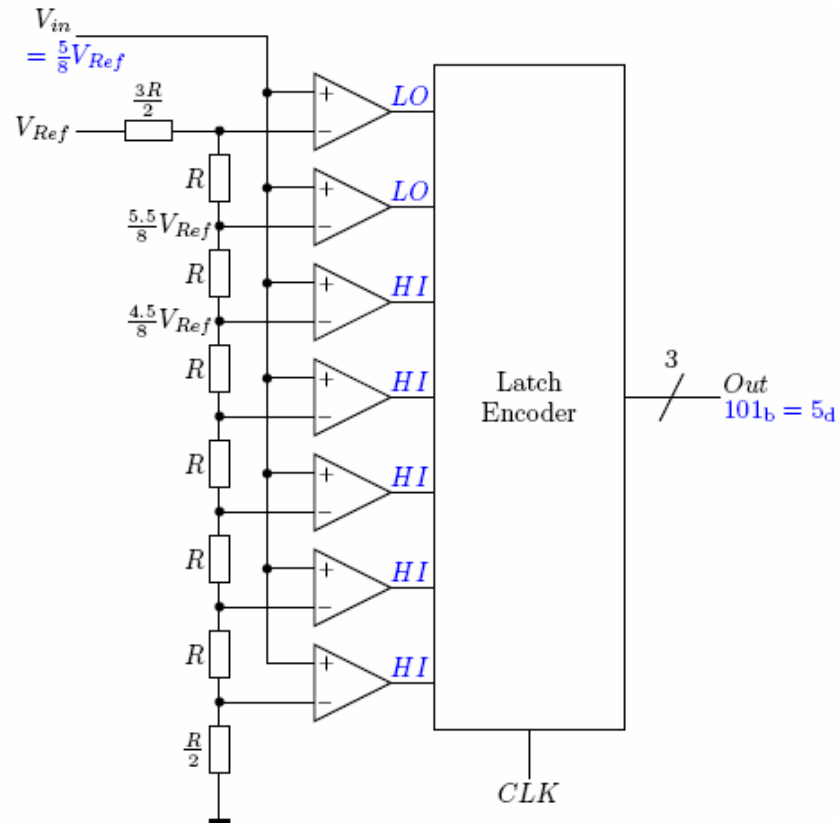 V_in
= 5/8 V_Ref
LO
3R/2
V_Ref
+
−
R
LO
+
5.5/8 V_Ref
−
R
HI
+
4.5/8 V_Ref
−
R
HI
+
−
3
Latch
Encoder
Out
101_b = 5_d
R
HI
+
−
R
HI
+
−
R
HI
+
−
R/2
CLK